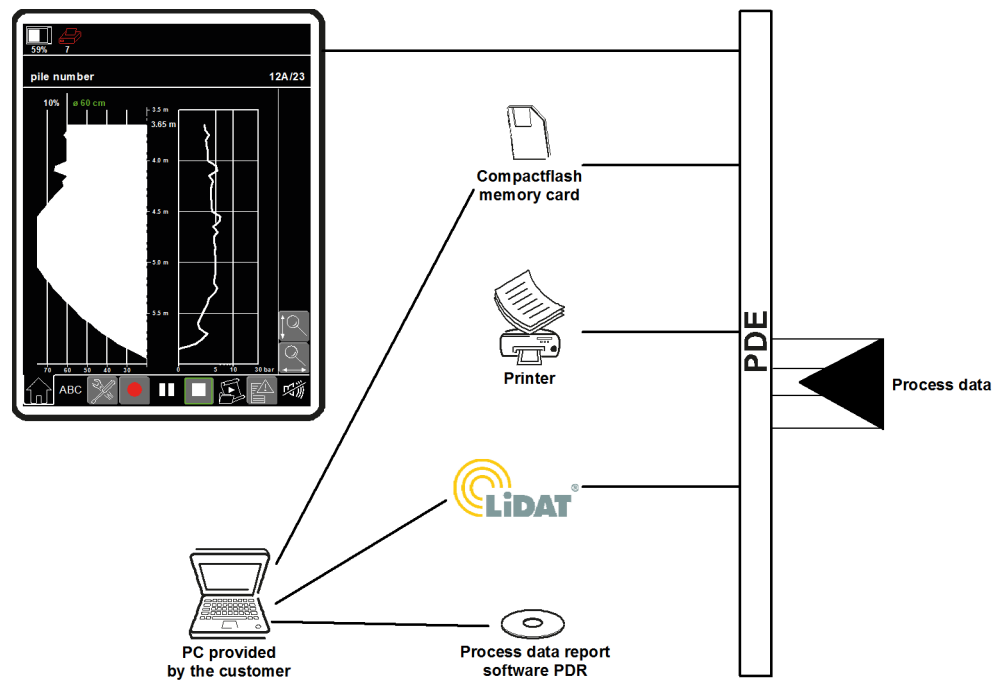 59%
7
pile number 12A/23
10% ø 60 cm
3.5 m
3.65 m
4.0 m
4.5 m
5.0 m
5.5 m
70 60 50 40 30 0 5 10 30 bar
ABC
Compactflash
memory card
Printer
PDE
Process data
LiDAT®
PC provided
by the customer
Process data report
software PDR